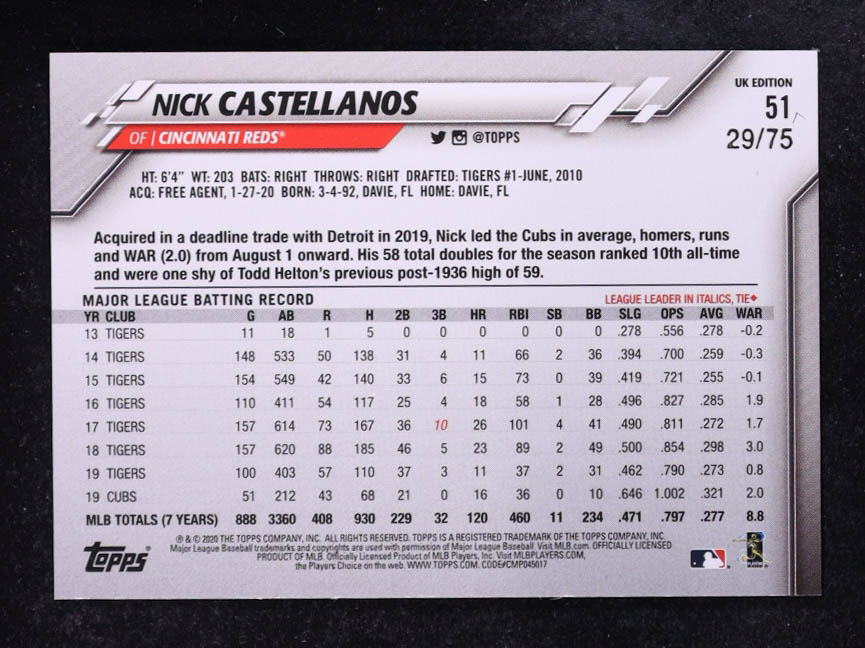 UK EDITION
NICK CASTELLANOS 51
OF | CINCINNATI REDS® @TOPPS 29/75
HT: 6'4" WT: 203 BATS: RIGHT THROWS: RIGHT DRAFTED: TIGERS #1-JUNE, 2010
ACQ: FREE AGENT, 1-27-20 BORN: 3-4-92, DAVIE, FL HOME: DAVIE, FL
Acquired in a deadline trade with Detroit in 2019, Nick led the Cubs in average, homers, runs
and WAR (2.0) from August 1 onward. His 58 total doubles for the season ranked 10th all-time
and were one shy of Todd Helton's previous post-1936 high of 59.
MAJOR LEAGUE BATTING RECORD LEAGUE LEADER IN ITALICS, TIE◆
YR CLUB G AB R H 2B 3B HR RBI SB BB SLG OPS AVG WAR
13 TIGERS 11 18 1 5 0 0 0 0 0 0 .278 .556 .278 -0.2
14 TIGERS 148 533 50 138 31 4 11 66 2 36 .394 .700 .259 -0.3
15 TIGERS 154 549 42 140 33 6 15 73 0 39 .419 .721 .255 -0.1
16 TIGERS 110 411 54 117 25 4 18 58 1 28 .496 .827 .285 1.9
17 TIGERS 157 614 73 167 36 10 26 101 4 41 .490 .811 .272 1.7
18 TIGERS 157 620 88 185 46 5 23 89 2 49 .500 .854 .298 3.0
19 TIGERS 100 403 57 110 37 3 11 37 2 31 .462 .790 .273 0.8
19 CUBS 51 212 43 68 21 0 16 36 0 10 .646 1.002 .321 2.0
MLB TOTALS (7 YEARS) 888 3360 408 930 229 32 120 460 11 234 .471 .797 .277 8.8
® & © 2020 THE TOPPS COMPANY, INC. ALL RIGHTS RESERVED. TOPPS IS A REGISTERED TRADEMARK OF THE TOPPS COMPANY, INC.
Major League Baseball trademarks and copyrights are used with permission of Major League Baseball. Visit MLB.com. OFFICIALLY LICENSED
PRODUCT OF MLB. Officially Licensed Product of MLB Players, Inc. Visit MLBPLAYERS.COM,
the Players Choice on the web. WWW.TOPPS.COM. CODE#CMP045017
Topps®